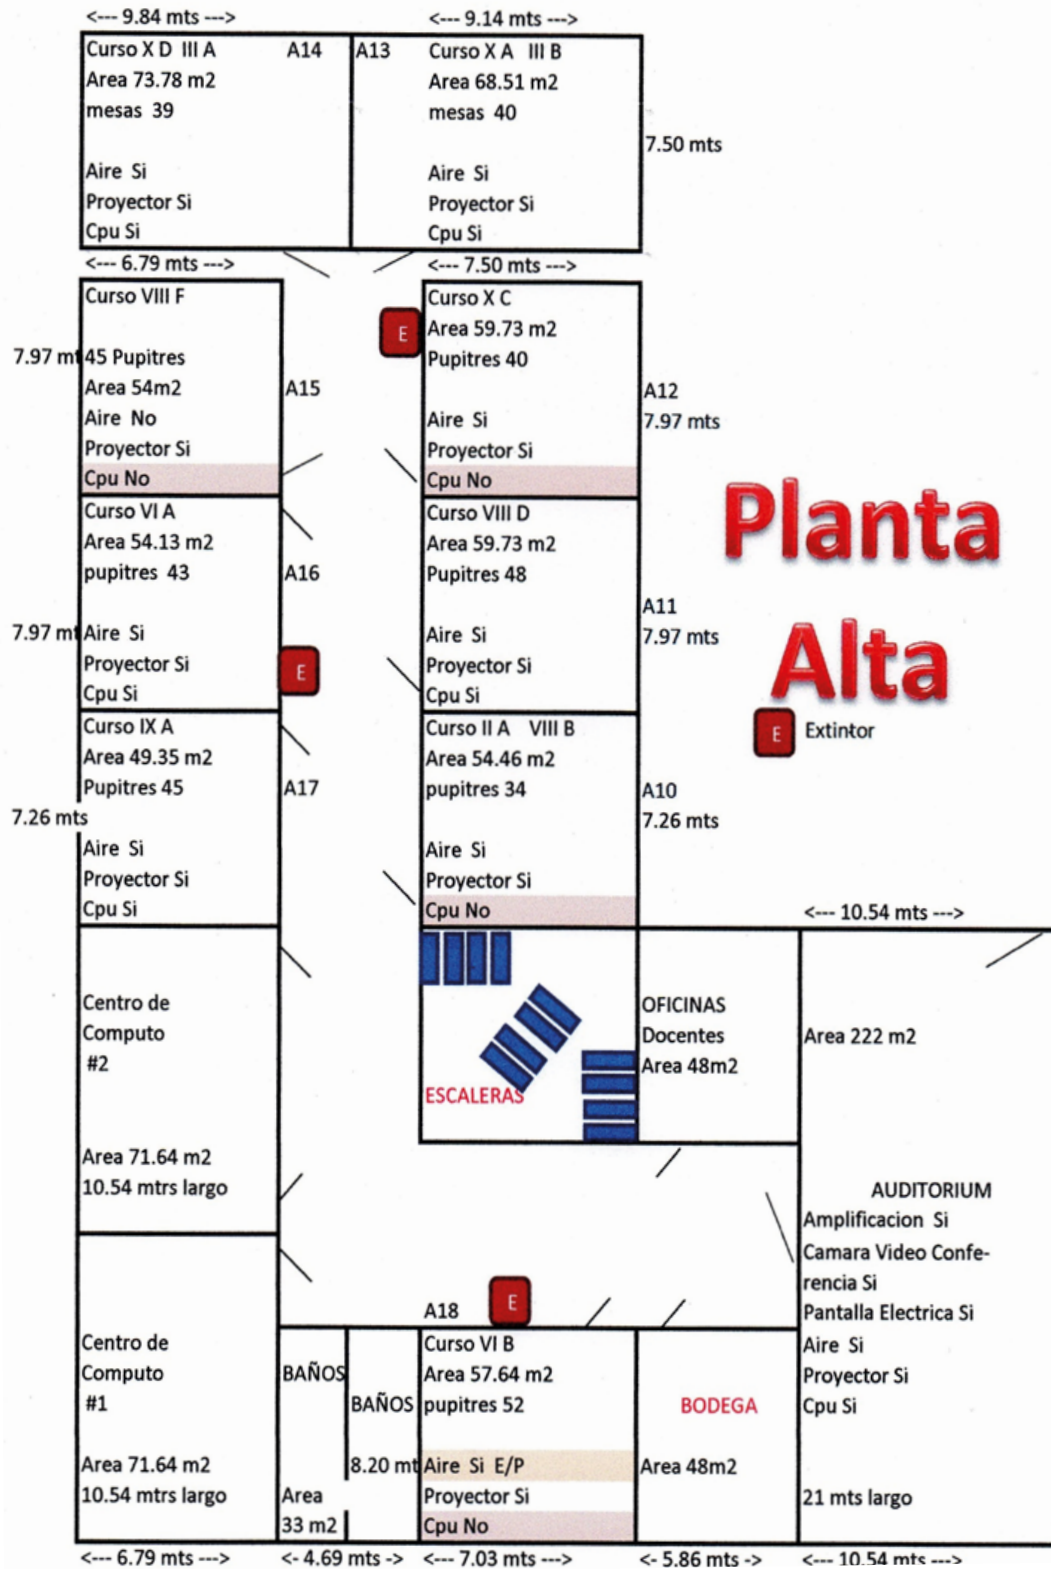 <--- 9.84 mts --->
<--- 9.14 mts --->
Curso X D  III A
A14
Area 73.78 m2
mesas  39
Aire  Si
Proyector Si
Cpu Si
A13
Curso X A   III B
Area 68.51 m2
mesas  40
Aire  Si
Proyector Si
Cpu Si
7.50 mts
<--- 6.79 mts --->
<--- 7.50 mts --->
Curso VIII F
7.97 mt
45 Pupitres
Area 54m2
Aire  No
Proyector Si
Cpu No
A15
E
Curso X C
Area 59.73 m2
Pupitres 40
Aire  Si
Proyector Si
Cpu No
A12
7.97 mts
Curso VI A
Area 54.13 m2
pupitres  43
7.97 mt
Aire  Si
Proyector Si
Cpu Si
A16
E
Curso VIII D
Area 59.73 m2
Pupitres 48
Aire  Si
Proyector Si
Cpu Si
A11
7.97 mts
Planta
Alta
E
Extintor
Curso IX A
Area 49.35 m2
Pupitres 45
7.26 mts
Aire  Si
Proyector Si
Cpu Si
A17
Curso II A    VIII B
Area 54.46 m2
pupitres 34
Aire  Si
Proyector Si
Cpu No
A10
7.26 mts
<--- 10.54 mts --->
Centro de
Computo
#2
Area 71.64 m2
10.54 mtrs largo
ESCALERAS
OFICINAS
Docentes
Area 48m2
Area 222 m2
AUDITORIUM
Amplificacion  Si
Camara Video Confe-
rencia Si
Pantalla Electrica Si
Aire  Si
Proyector Si
Cpu Si
21 mts largo
Centro de
Computo
#1
Area 71.64 m2
10.54 mtrs largo
BAÑOS
Area
33 m2
BAÑOS
8.20 mt
A18
E
Curso VI B
Area 57.64 m2
pupitres 52
Aire  Si  E/P
Proyector Si
Cpu No
BODEGA
Area 48m2
<--- 6.79 mts --->
<- 4.69 mts ->
<--- 7.03 mts --->
<- 5.86 mts ->
<--- 10.54 mts --->